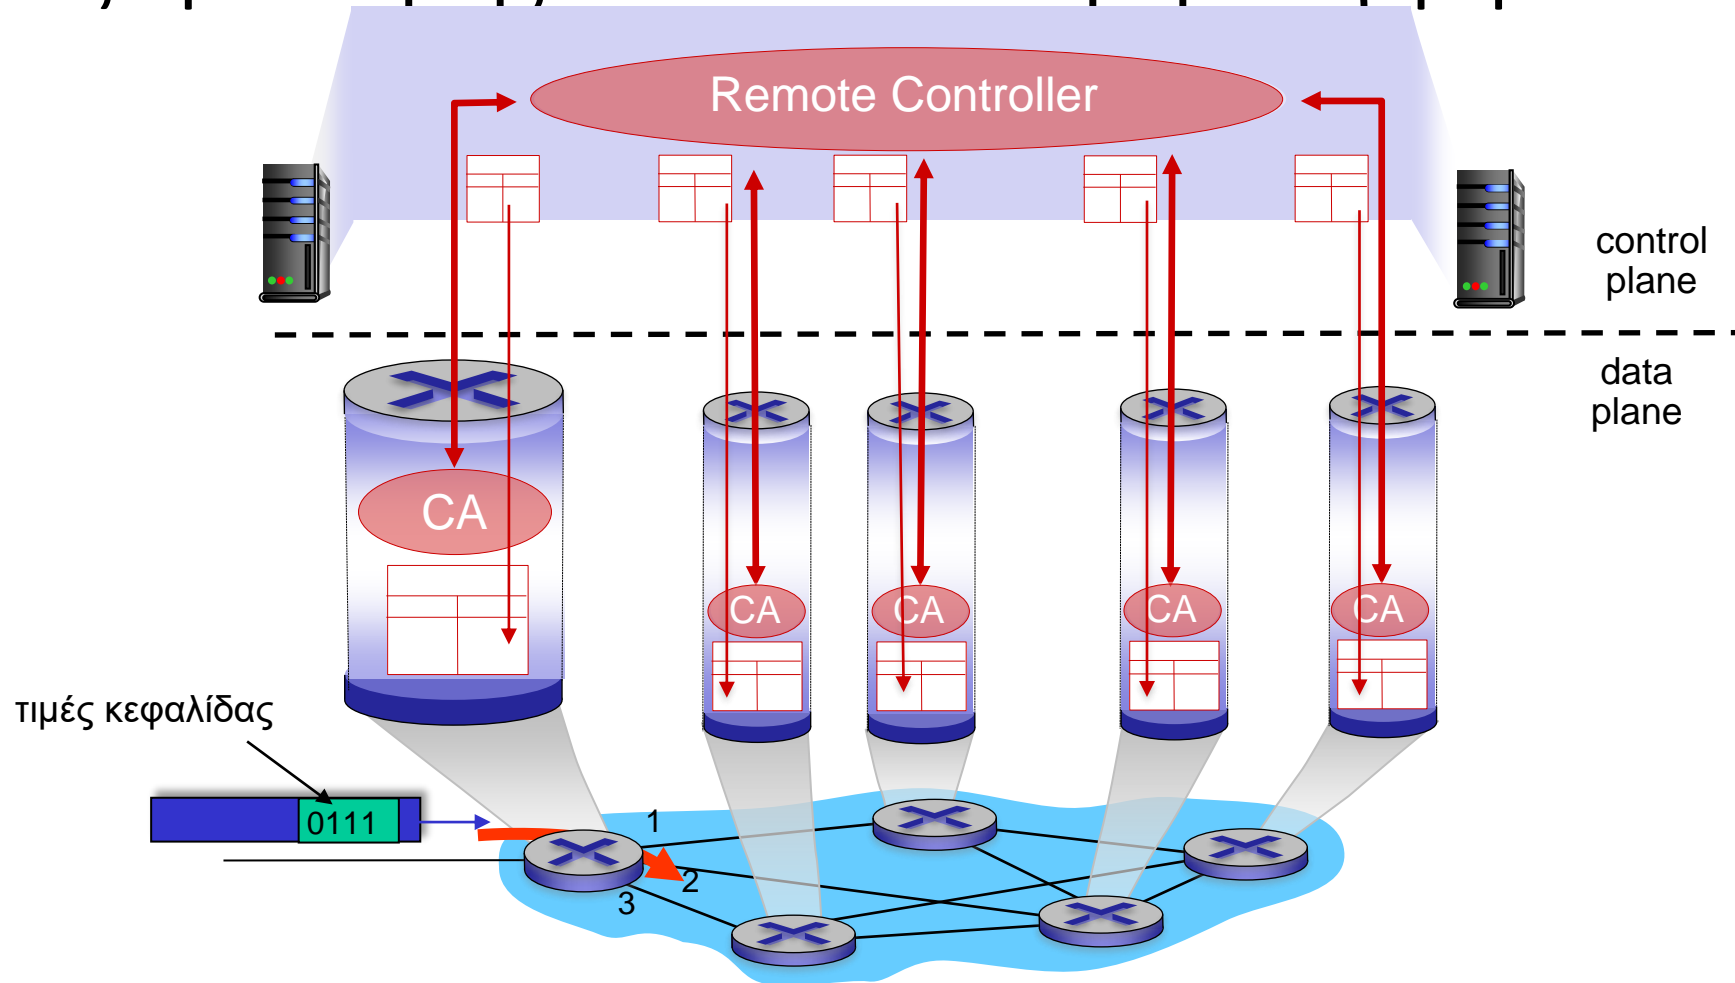 Remote Controller
control
plane
data
plane
CA
CA
CA
CA
CA
τιμές κεφαλίδας
0111
1
2
3